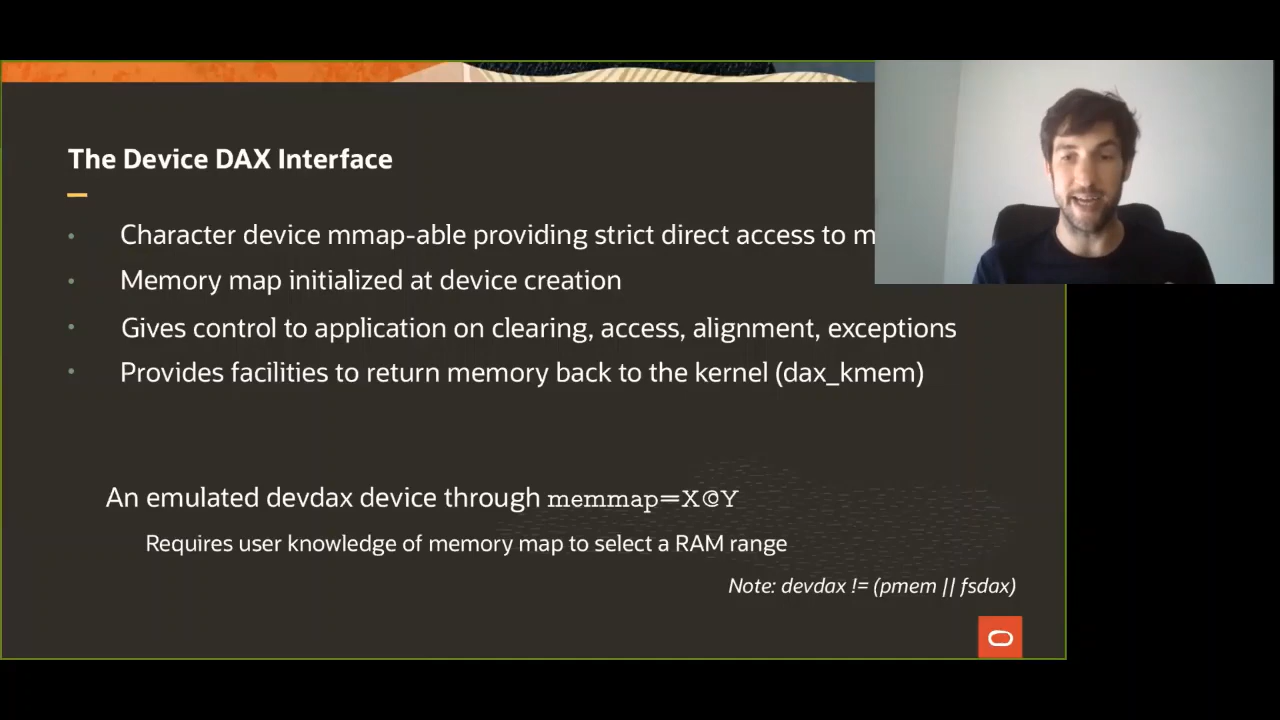 The Device DAX Interface
Character device mmap-able providing strict direct access to
Memory map initialized at device creation
Gives control to application on clearing, access, alignment, exceptions
Provides facilities to return memory back to the kernel (dax_kmem)
An emulated devdax device through memmap=X@Y
Requires user knowledge of memory map to select a RAM range
Note: devdax != (pmem || fsdax)